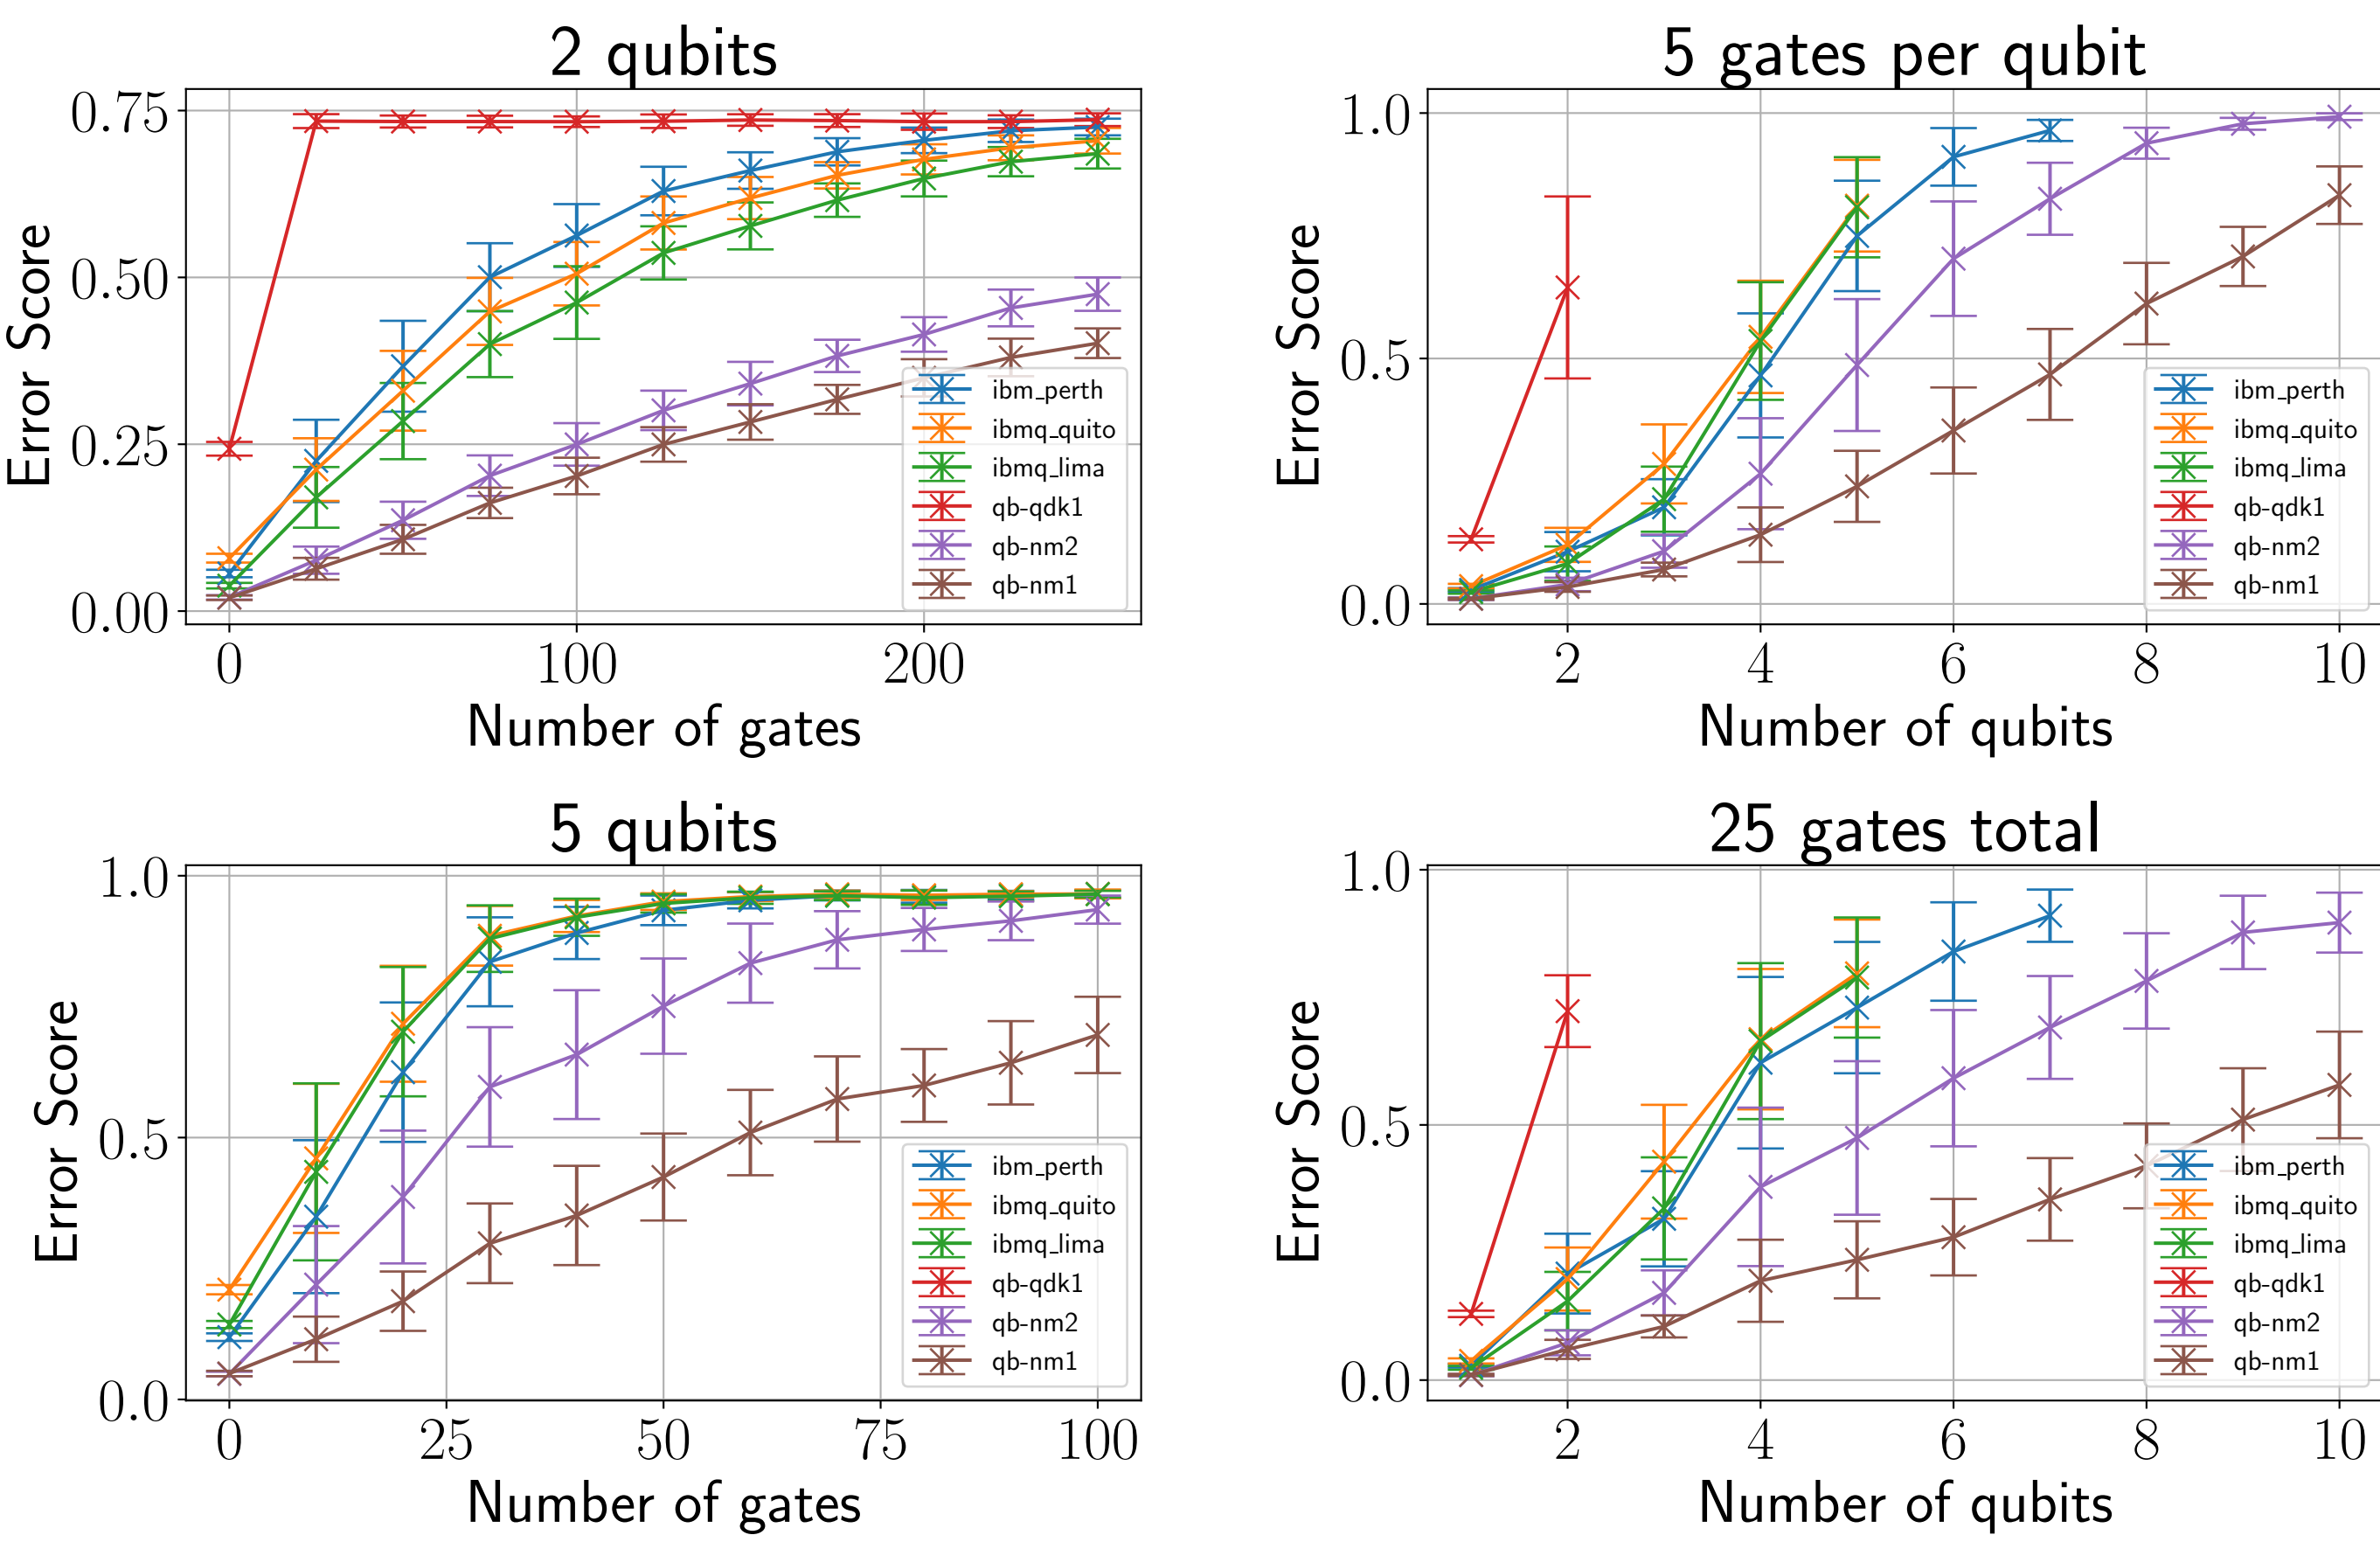 2 qubits
0.75
0.50
0.25
0.00
Error Score
0
100
200
Number of gates
ibm_perth
ibmq_quito
ibmq_lima
qb-qdk1
qb-nm2
qb-nm1
5 gates per qubit
1.0
0.5
0.0
Error Score
2
4
6
8
10
Number of qubits
ibm_perth
ibmq_quito
ibmq_lima
qb-qdk1
qb-nm2
qb-nm1
5 qubits
1.0
0.5
0.0
Error Score
0
25
50
75
100
Number of gates
ibm_perth
ibmq_quito
ibmq_lima
qb-qdk1
qb-nm2
qb-nm1
25 gates total
1.0
0.5
0.0
Error Score
2
4
6
8
10
Number of qubits
ibm_perth
ibmq_quito
ibmq_lima
qb-qdk1
qb-nm2
qb-nm1